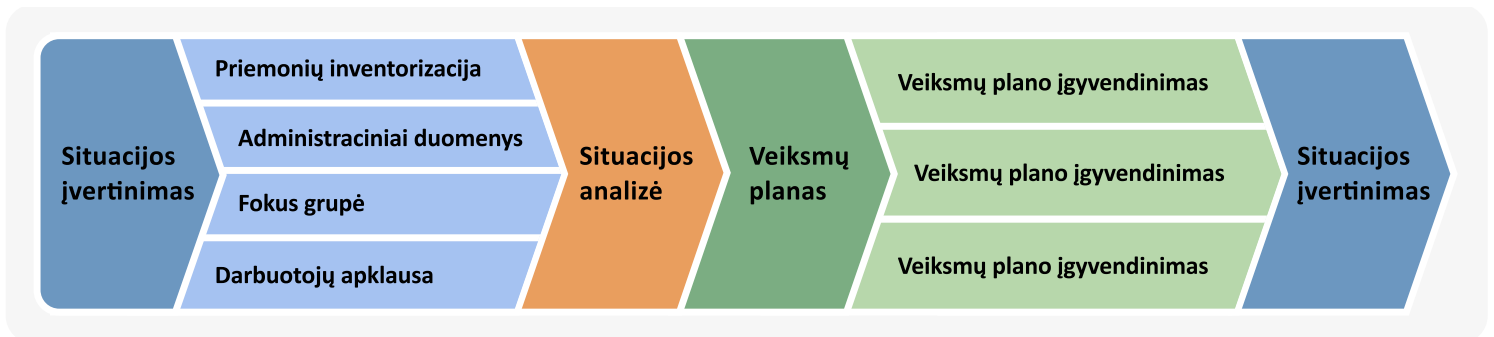 Situacijos
įvertinimas
Priemonių inventorizacija
Administraciniai duomenys
Fokus grupė
Darbuotojų apklausa
Situacijos
analizė
Veiksmų
planas
Veiksmų plano įgyvendinimas
Veiksmų plano įgyvendinimas
Veiksmų plano įgyvendinimas
Situacijos
įvertinimas